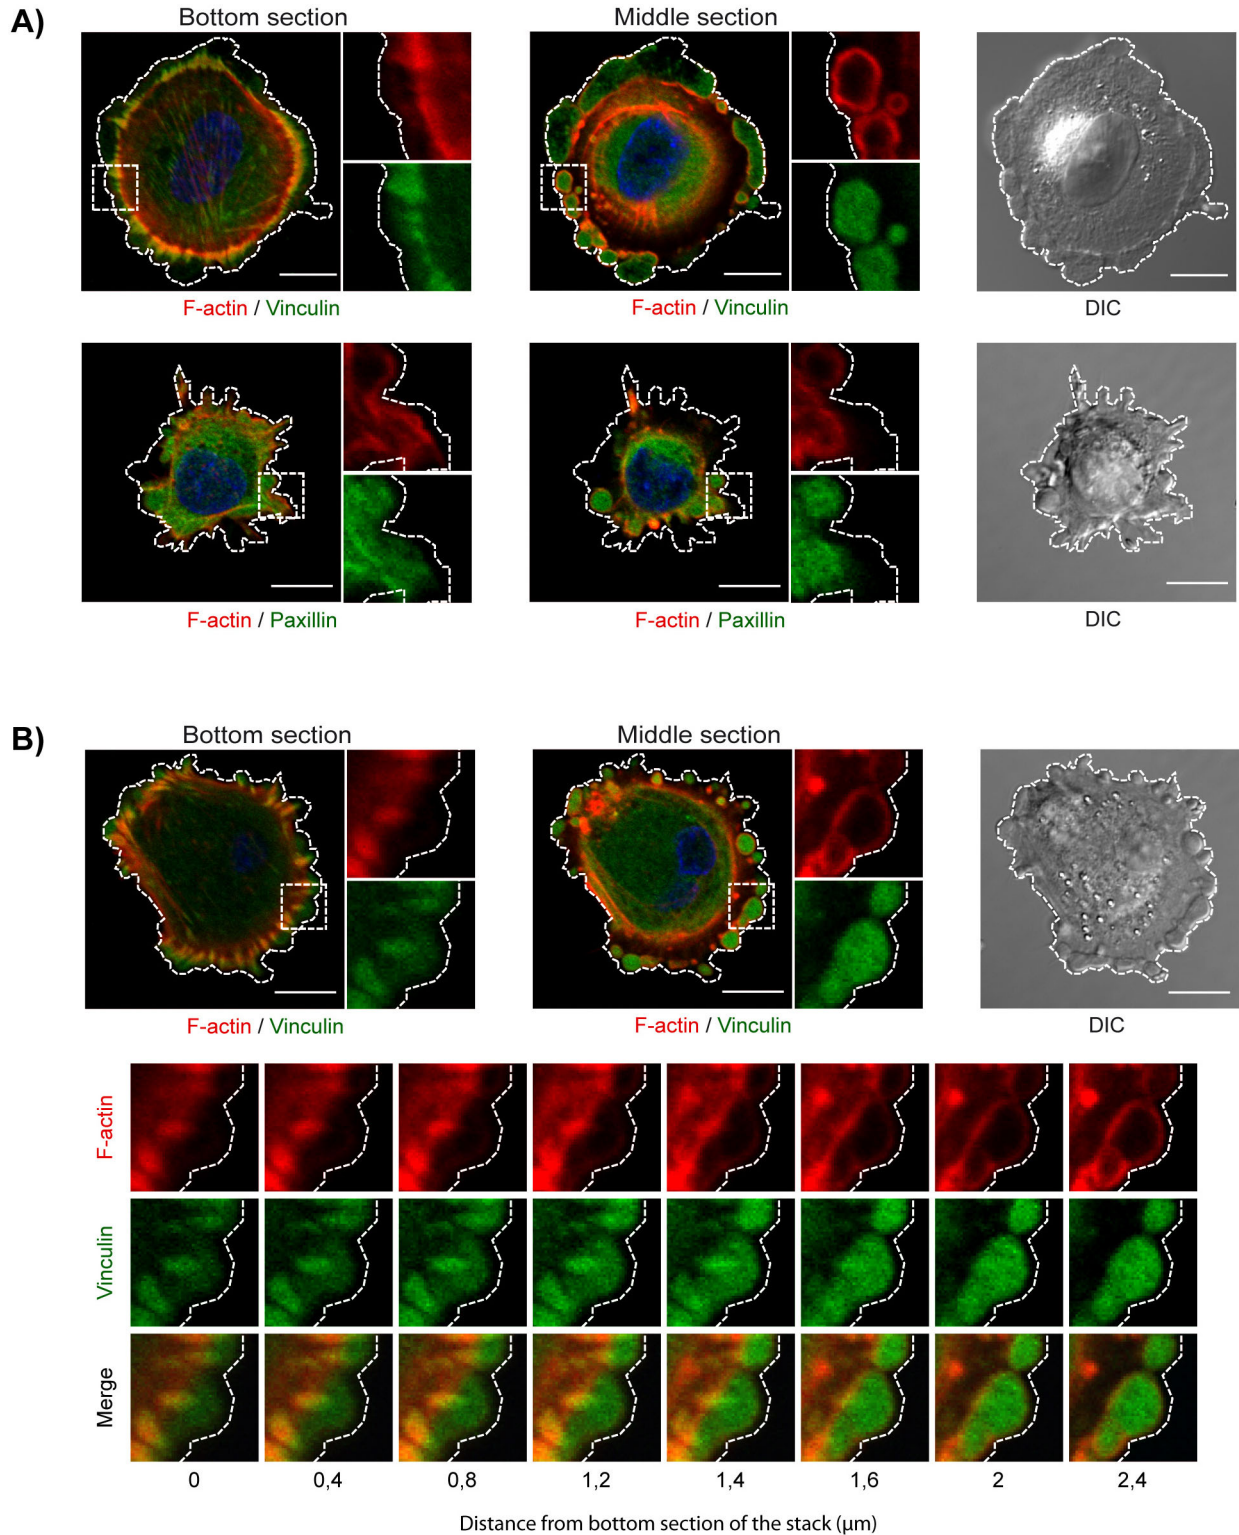 A)
Bottom section
Middle section
F-actin / Vinculin
F-actin / Vinculin
DIC
F-actin / Paxillin
F-actin / Paxillin
DIC
B)
Bottom section
Middle section
F-actin / Vinculin
F-actin / Vinculin
DIC
F-actin
Vinculin
Merge
0 0,4 0,8 1,2 1,4 1,6 2 2,4
Distance from bottom section of the stack (µm)